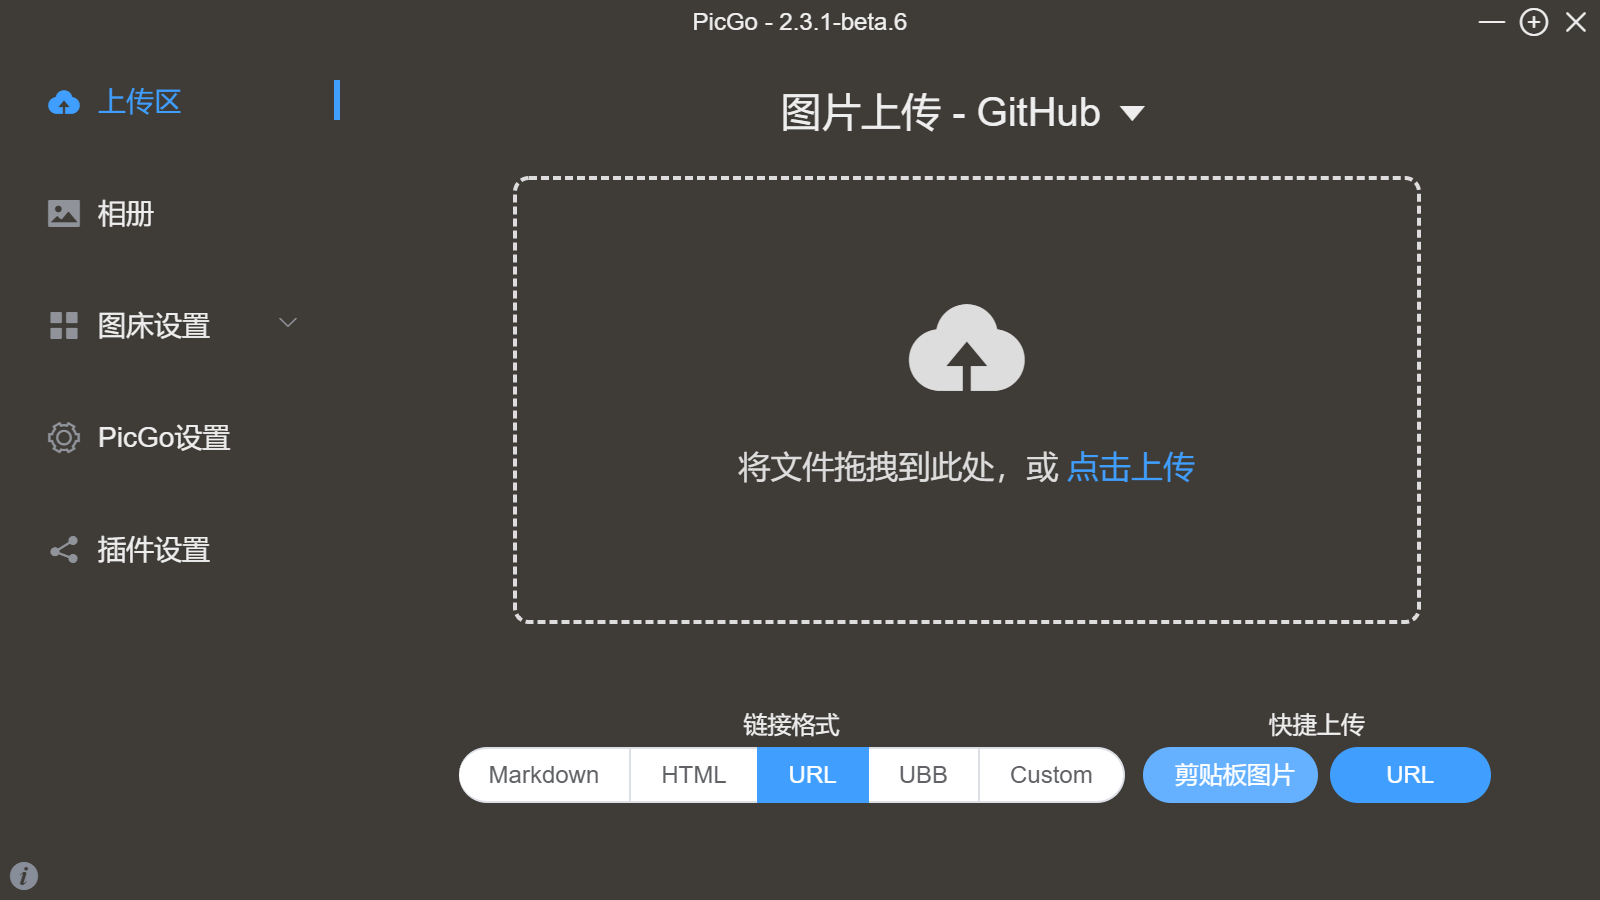 PicGo - 2.3.1-beta.6
上传区
相册
图床设置
PicGo设置
插件设置
图片上传 - GitHub
将文件拖拽到此处，或 点击上传
链接格式
Markdown HTML URL UBB Custom
快捷上传
剪贴板图片 URL
i